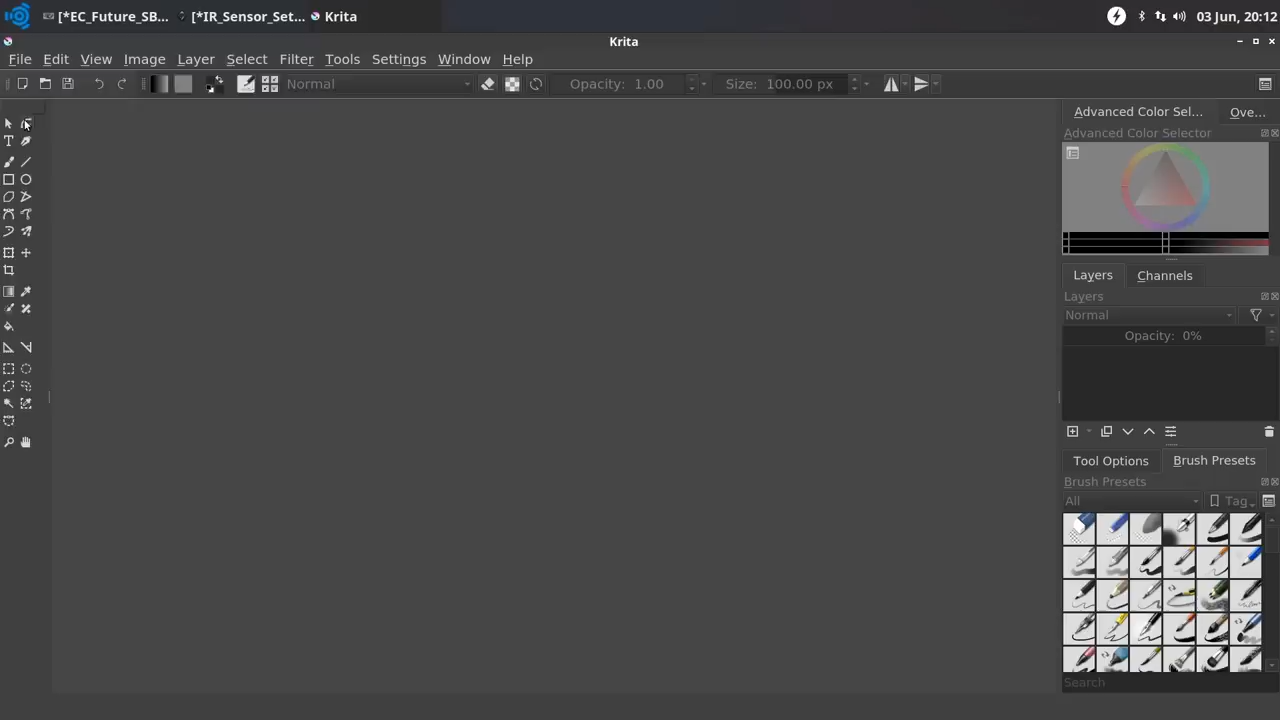 [*EC_Future_SB...
[*IR_Sensor_Set...
Krita
03 Jun, 20:12
Krita
File
Edit
View
Image
Layer
Select
Filter
Tools
Settings
Window
Help
Normal
Opacity: 1.00
Size: 100.00 px
Advanced Color Sel...
Ove...
Advanced Color Selector
Layers
Channels
Layers
Normal
Opacity: 0%
Tool Options
Brush Presets
Brush Presets
All
Tag
Search